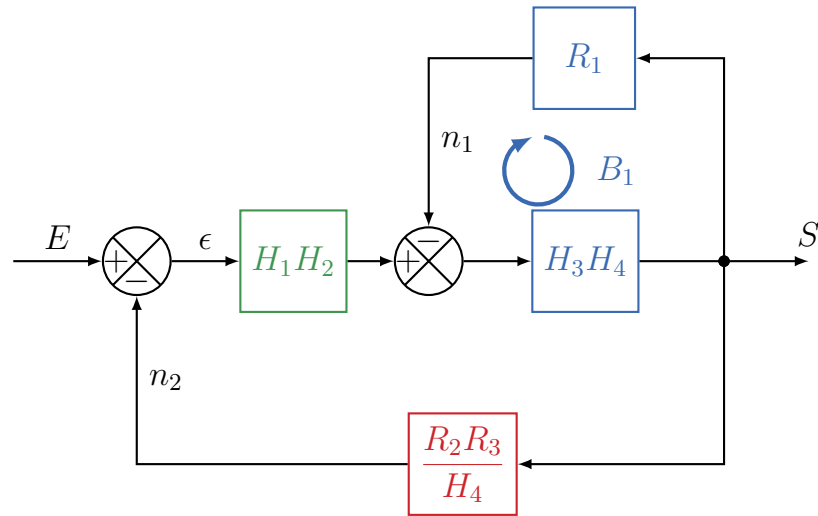 R₁
n₁
B₁
E
+
−
ϵ
H₁H₂
+
−
H₃H₄
S
n₂
R₂R₃
H₄